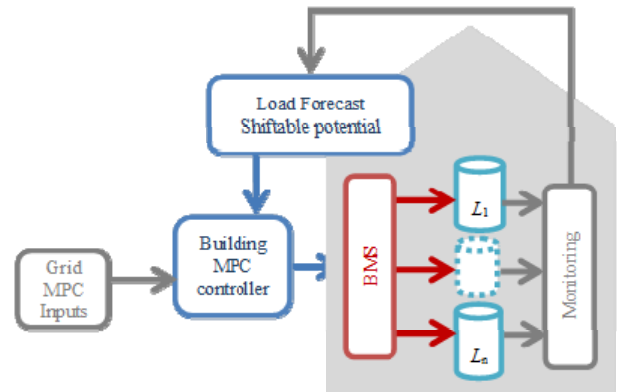 Load Forecast
Shiftable potential
Building
MPC
controller
Grid
MPC
Inputs
BMS
L1
Ln
Monitoring